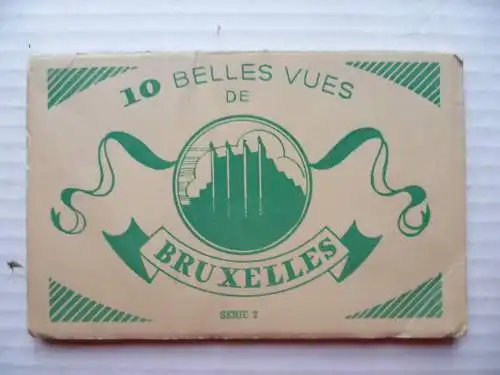 10 BELLES VUES
DE
BRUXELLES
SERIE 2